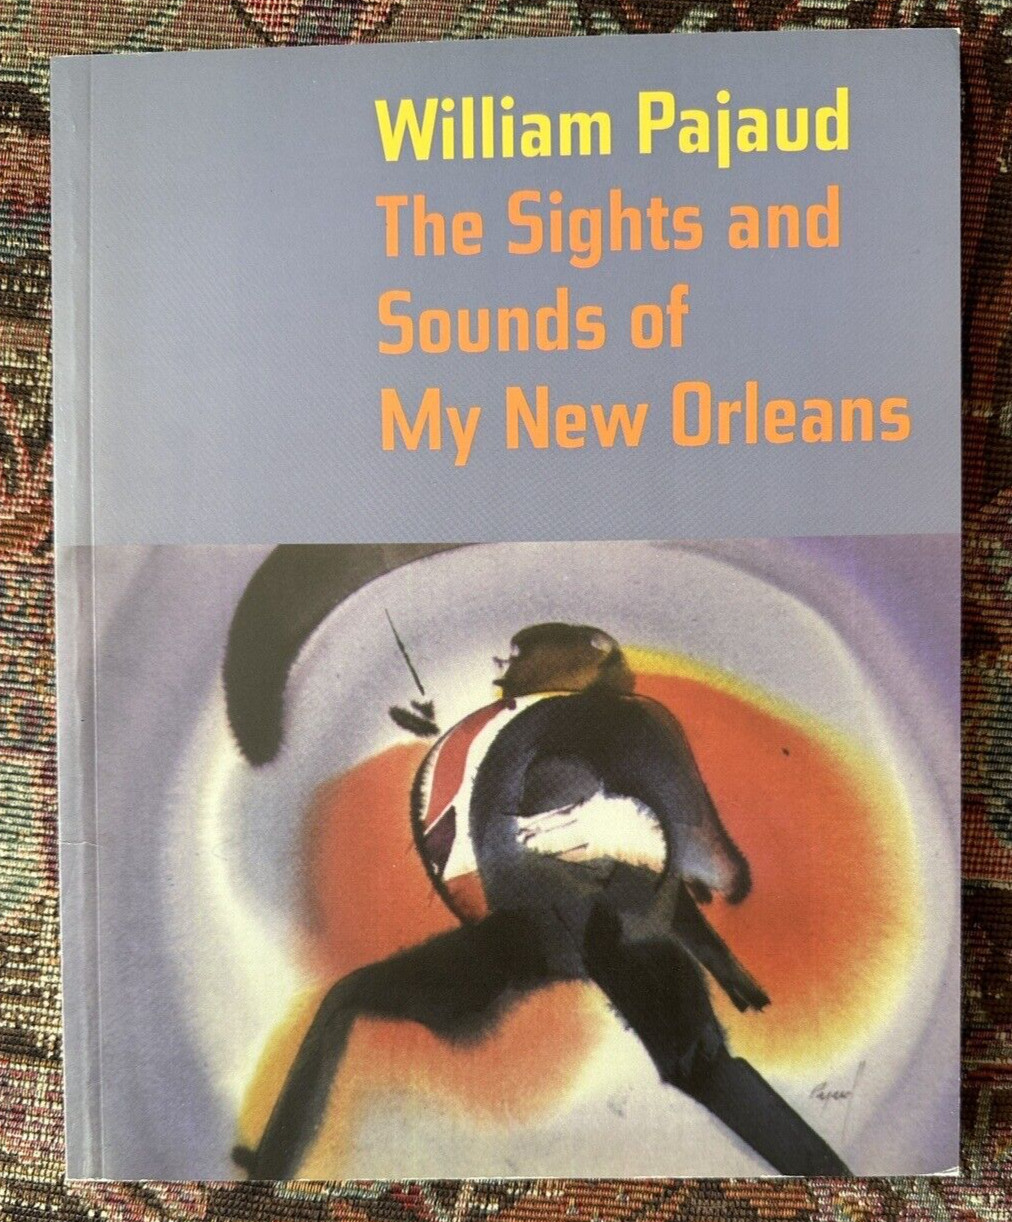 William Pajaud
The Sights and
Sounds of
My New Orleans
Pajaud